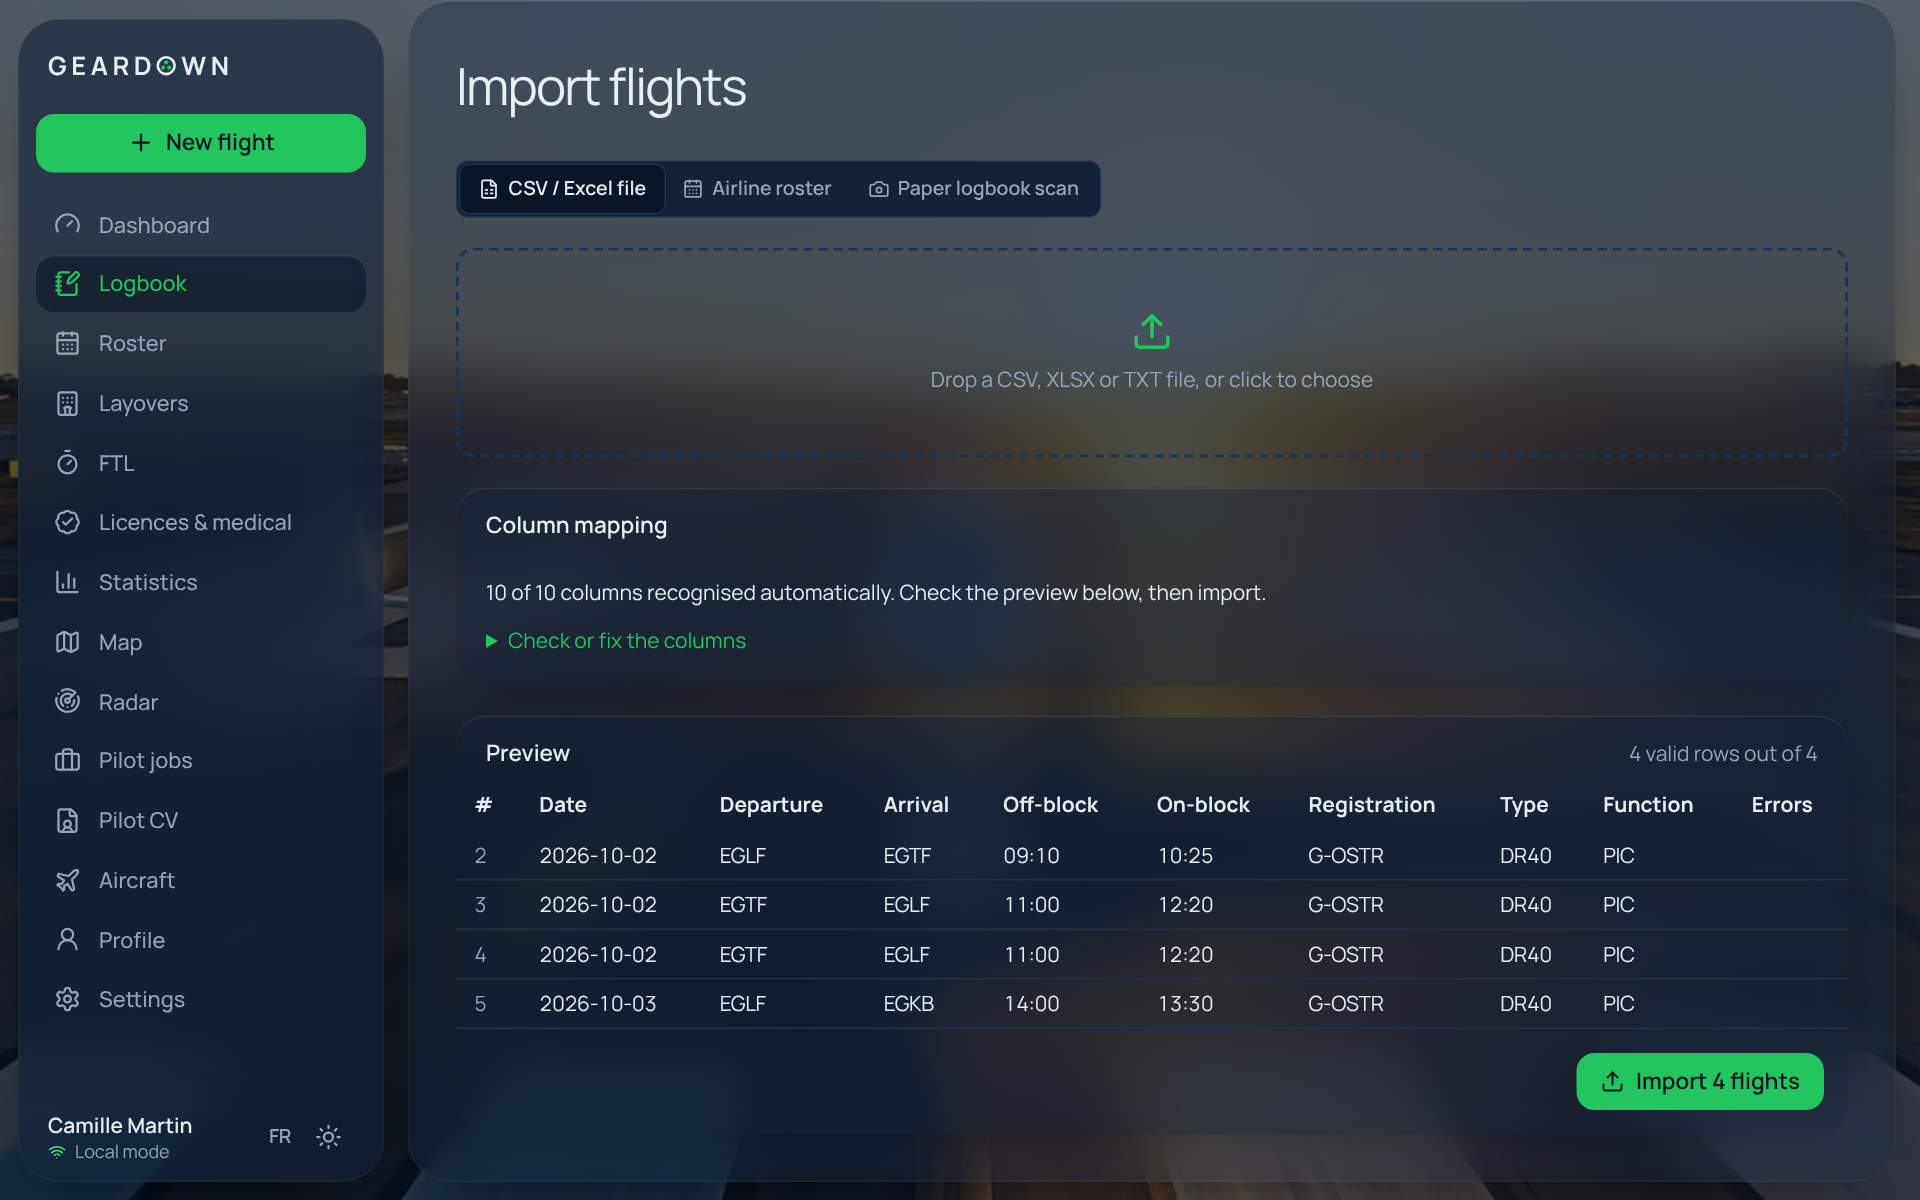 GEARDOWN
New flight
Dashboard
Logbook
Roster
Layovers
FTL
Licences & medical
Statistics
Map
Radar
Pilot jobs
Pilot CV
Aircraft
Profile
Settings
Camille Martin
Local mode
FR
Import flights
CSV / Excel file
Airline roster
Paper logbook scan
Drop a CSV, XLSX or TXT file, or click to choose
Column mapping
10 of 10 columns recognised automatically. Check the preview below, then import.
Check or fix the columns
Preview
4 valid rows out of 4
# Date Departure Arrival Off-block On-block Registration Type Function Errors
2 2026-10-02 EGLF EGTF 09:10 10:25 G-OSTR DR40 PIC
3 2026-10-02 EGTF EGLF 11:00 12:20 G-OSTR DR40 PIC
4 2026-10-02 EGTF EGLF 11:00 12:20 G-OSTR DR40 PIC
5 2026-10-03 EGLF EGKB 14:00 13:30 G-OSTR DR40 PIC
Import 4 flights